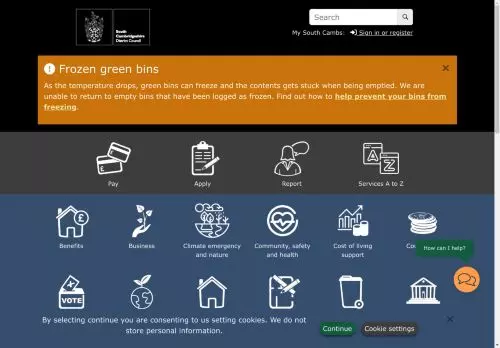 South
Cambridgeshire
District Council
Search
My South Cambs: Sign in or register
Frozen green bins
×
As the temperature drops, green bins can freeze and the contents gets stuck when being emptied. We are
unable to return to empty bins that have been logged as frozen. Find out how to help prevent your bins from
freezing.
Pay
Apply
Report
Services A to Z
A
Z
Benefits
Business
Climate emergency
and nature
Community, safety
and health
Cost of living
support
How can I help?
VOTE
By selecting continue you are consenting to us setting cookies. We do not
store personal information.
Continue
Cookie settings
×